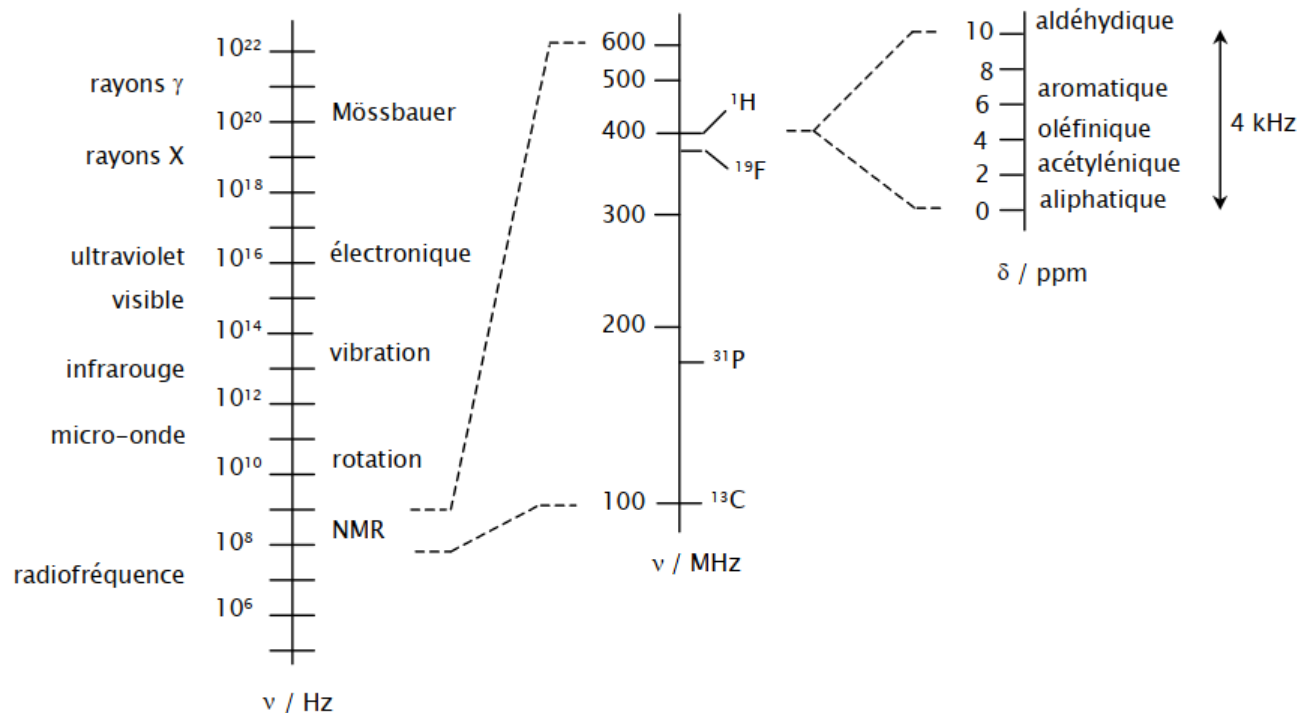 10²²
rayons γ
10²⁰
Mössbauer
rayons X
10¹⁸
ultraviolet
10¹⁶
électronique
visible
10¹⁴
vibration
infrarouge
10¹²
micro-onde
10¹⁰
rotation
NMR
10⁸
radiofréquence
10⁶
ν / Hz
600
500
¹H
400
¹⁹F
300
200
³¹P
100
¹³C
ν / MHz
10
aldéhydique
8
aromatique
6
oléfinique
4
acétylénique
2
aliphatique
0
4 kHz
δ / ppm